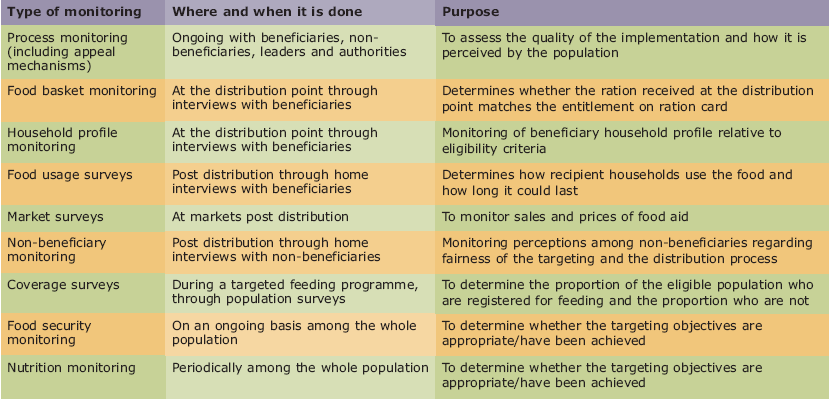 Type of monitoring Where and when it is done Purpose
Process monitoring
(including appeal
mechanisms)
Ongoing with beneficiaries, non-
beneficiaries, leaders and authorities
To assess the quality of the implementation and how it is
perceived by the population
Food basket monitoring
At the distribution point through
interviews with beneficiaries
Determines whether the ration received at the distribution
point matches the entitlement on ration card
Household profile
monitoring
At the distribution point through
interviews with beneficiaries
Monitoring of beneficiary household profile relative to
eligibility criteria
Food usage surveys
Post distribution through home
interviews with beneficiaries
Determines how recipient households use the food and
how long it could last
Market surveys
At markets post distribution
To monitor sales and prices of food aid
Non-beneficiary
monitoring
Post distribution through home
interviews with non-beneficiaries
Monitoring perceptions among non-beneficiaries regarding
fairness of the targeting and the distribution process
Coverage surveys
During a targeted feeding programme,
through population surveys
To determine the proportion of the eligible population who
are registered for feeding and the proportion who are not
Food security
monitoring
On an ongoing basis among the whole
population
To determine whether the targeting objectives are
appropriate/have been achieved
Nutrition monitoring
Periodically among the whole population
To determine whether the targeting objectives are
appropriate/have been achieved